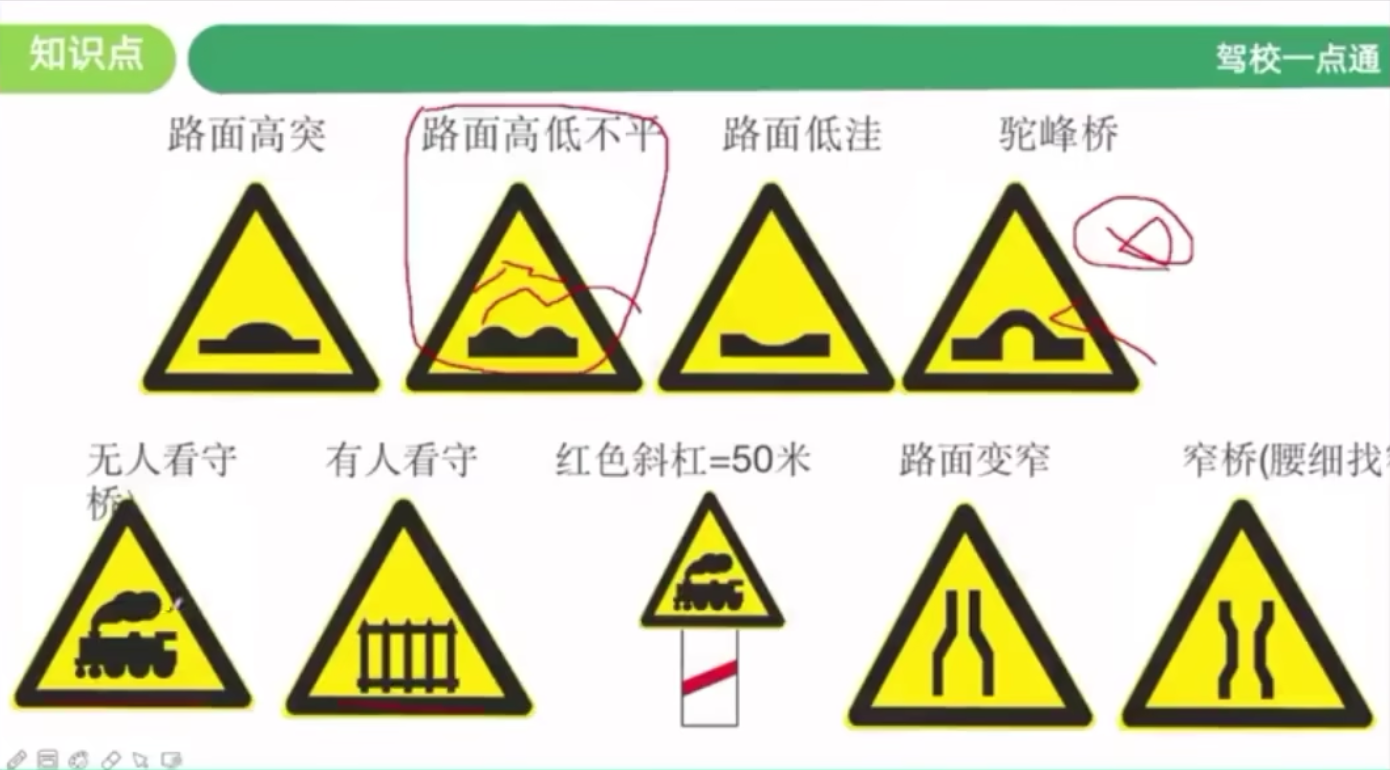 知识点
驾校一点通
路面高突
路面高低不平
路面低洼
驼峰桥
无人看守
有人看守
红色斜杠=50米
路面变窄
窄桥(腰细找窄
桥)